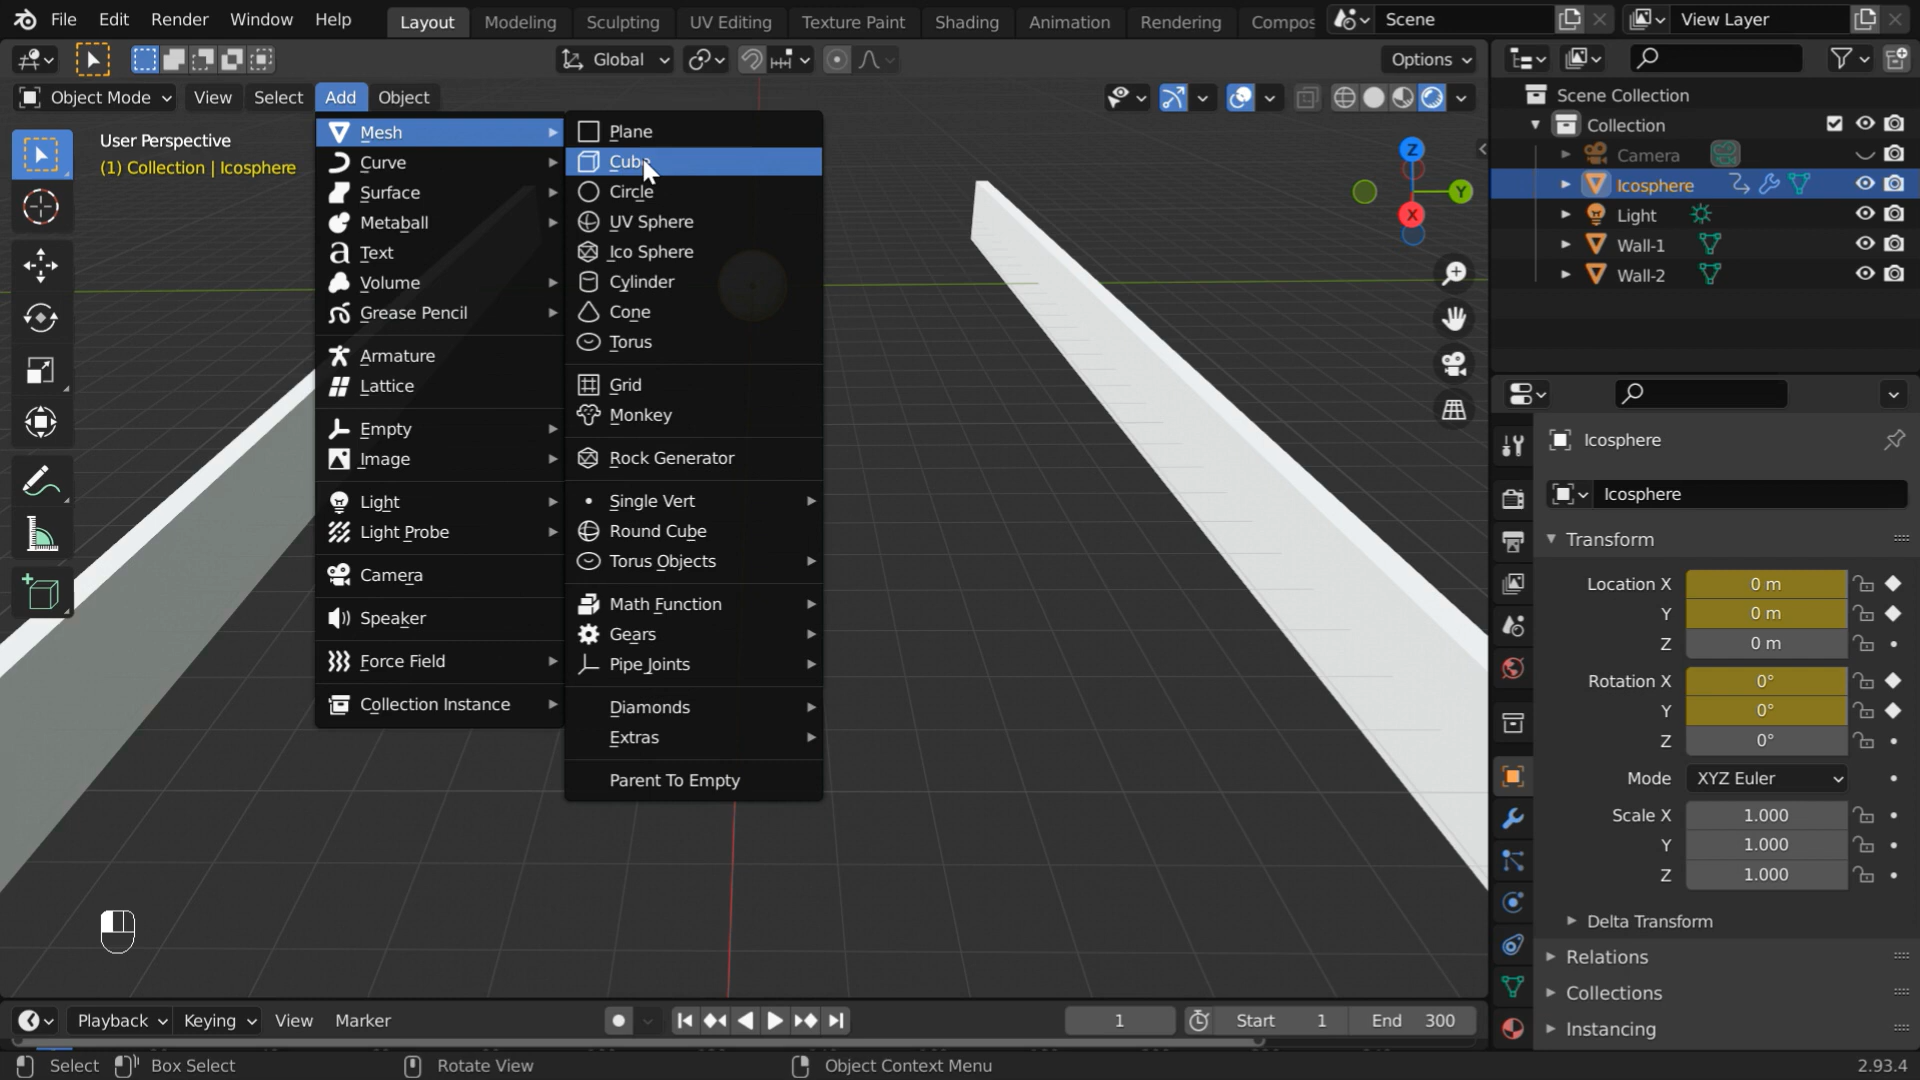 File Edit Render Window Help Layout Modeling Sculpting UV Editing Texture Paint Shading Animation Rendering Compos Scene View Layer
Global Options
Object Mode View Select Add Object
User Perspective
(1) Collection | Icosphere
Mesh
Curve
Surface
Metaball
Text
Volume
Grease Pencil
Armature
Lattice
Empty
Image
Light
Light Probe
Camera
Speaker
Force Field
Collection Instance
Plane
Cube
Circle
UV Sphere
Ico Sphere
Cylinder
Cone
Torus
Grid
Monkey
Rock Generator
Single Vert
Round Cube
Torus Objects
Math Function
Gears
Pipe Joints
Diamonds
Extras
Parent To Empty
Z
Y
X
Scene Collection
Collection
Camera
Icosphere
Light
Wall-1
Wall-2
Icosphere
Icosphere
Transform
Location X 0 m
Y 0 m
Z 0 m
Rotation X 0°
Y 0°
Z 0°
Mode XYZ Euler
Scale X 1.000
Y 1.000
Z 1.000
Delta Transform
Relations
Collections
Instancing
Playback Keying View Marker 1 Start 1 End 300
Select Box Select Rotate View Object Context Menu 2.93.4